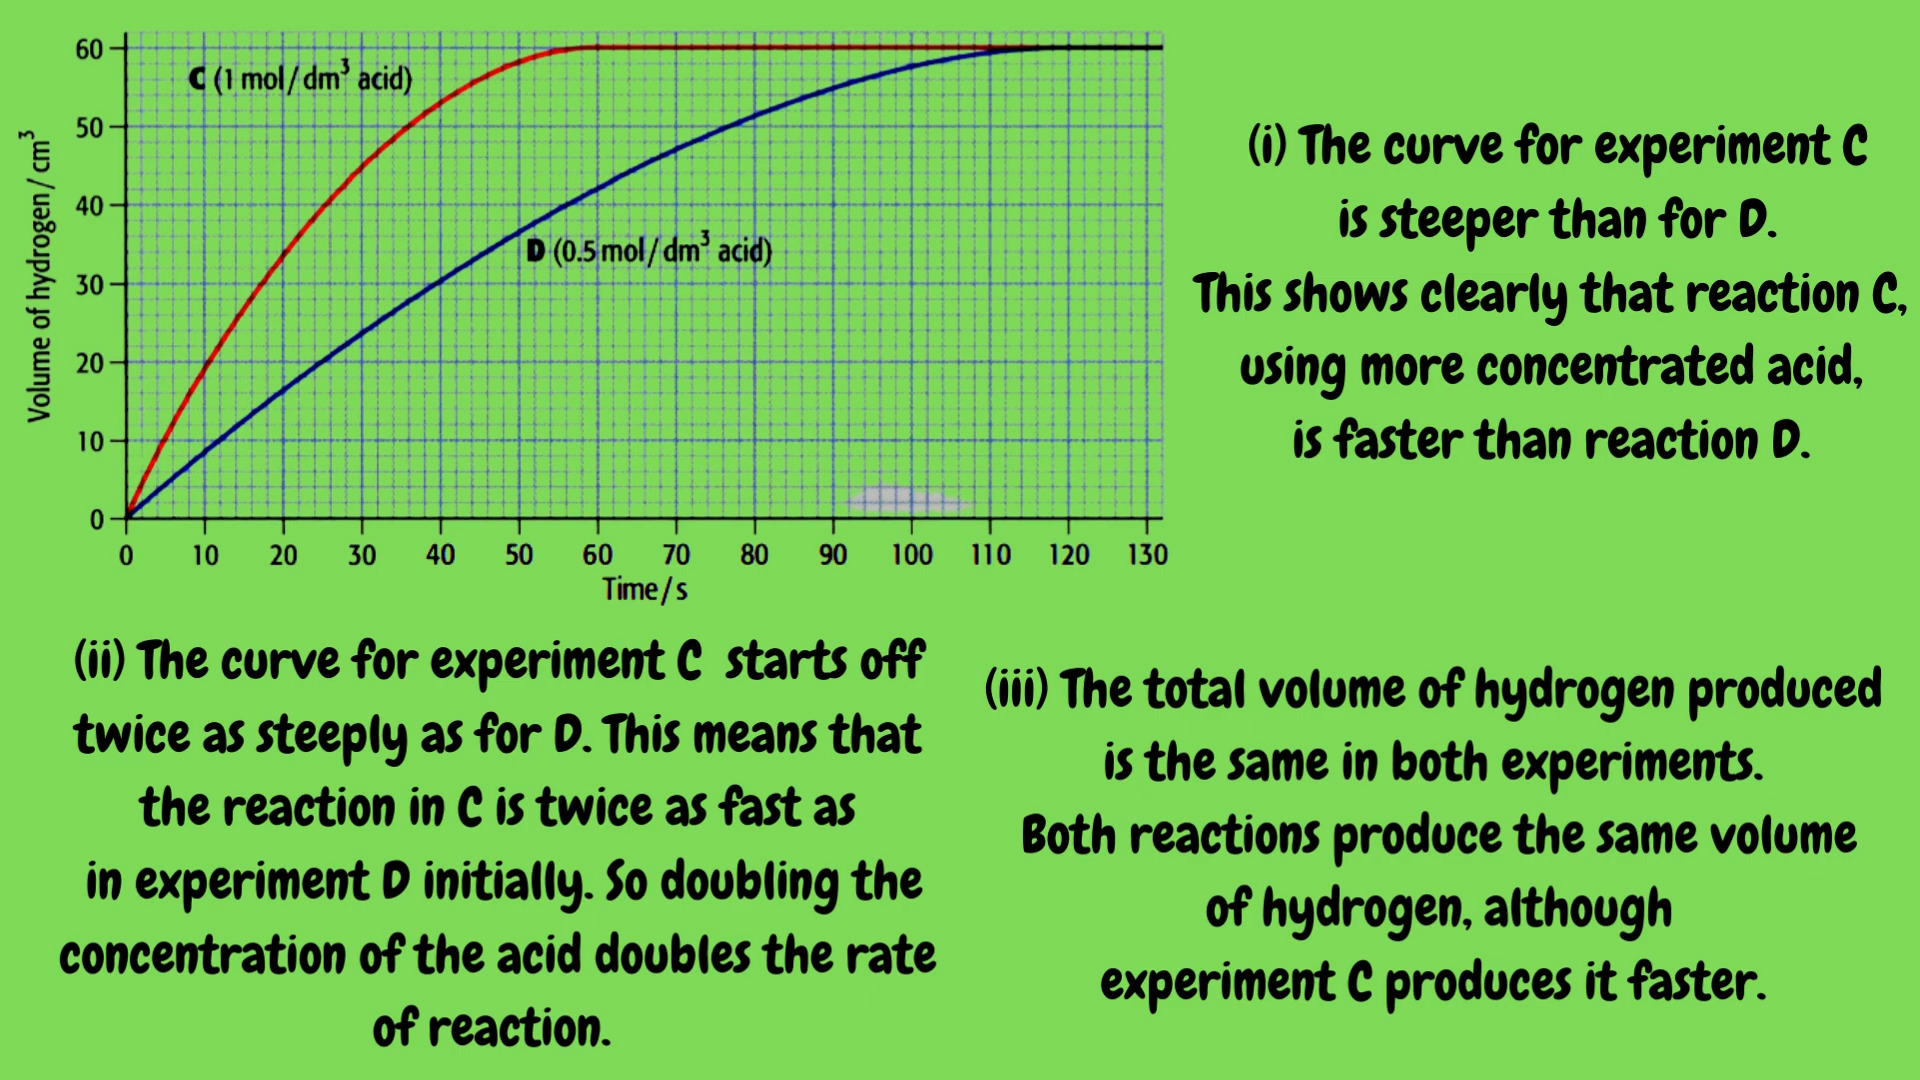 60
50
40
30
20
10
0
Volume of hydrogen / cm³
C (1 mol / dm³ acid)
D (0.5 mol / dm³ acid)
0 10 20 30 40 50 60 70 80 90 100 110 120 130
Time / s
(i) The curve for experiment C
is steeper than for D.
This shows clearly that reaction C,
using more concentrated acid,
is faster than reaction D.
(ii) The curve for experiment C starts off
twice as steeply as for D. This means that
the reaction in C is twice as fast as
in experiment D initially. So doubling the
concentration of the acid doubles the rate
of reaction.
(iii) The total volume of hydrogen produced
is the same in both experiments.
Both reactions produce the same volume
of hydrogen, although
experiment C produces it faster.